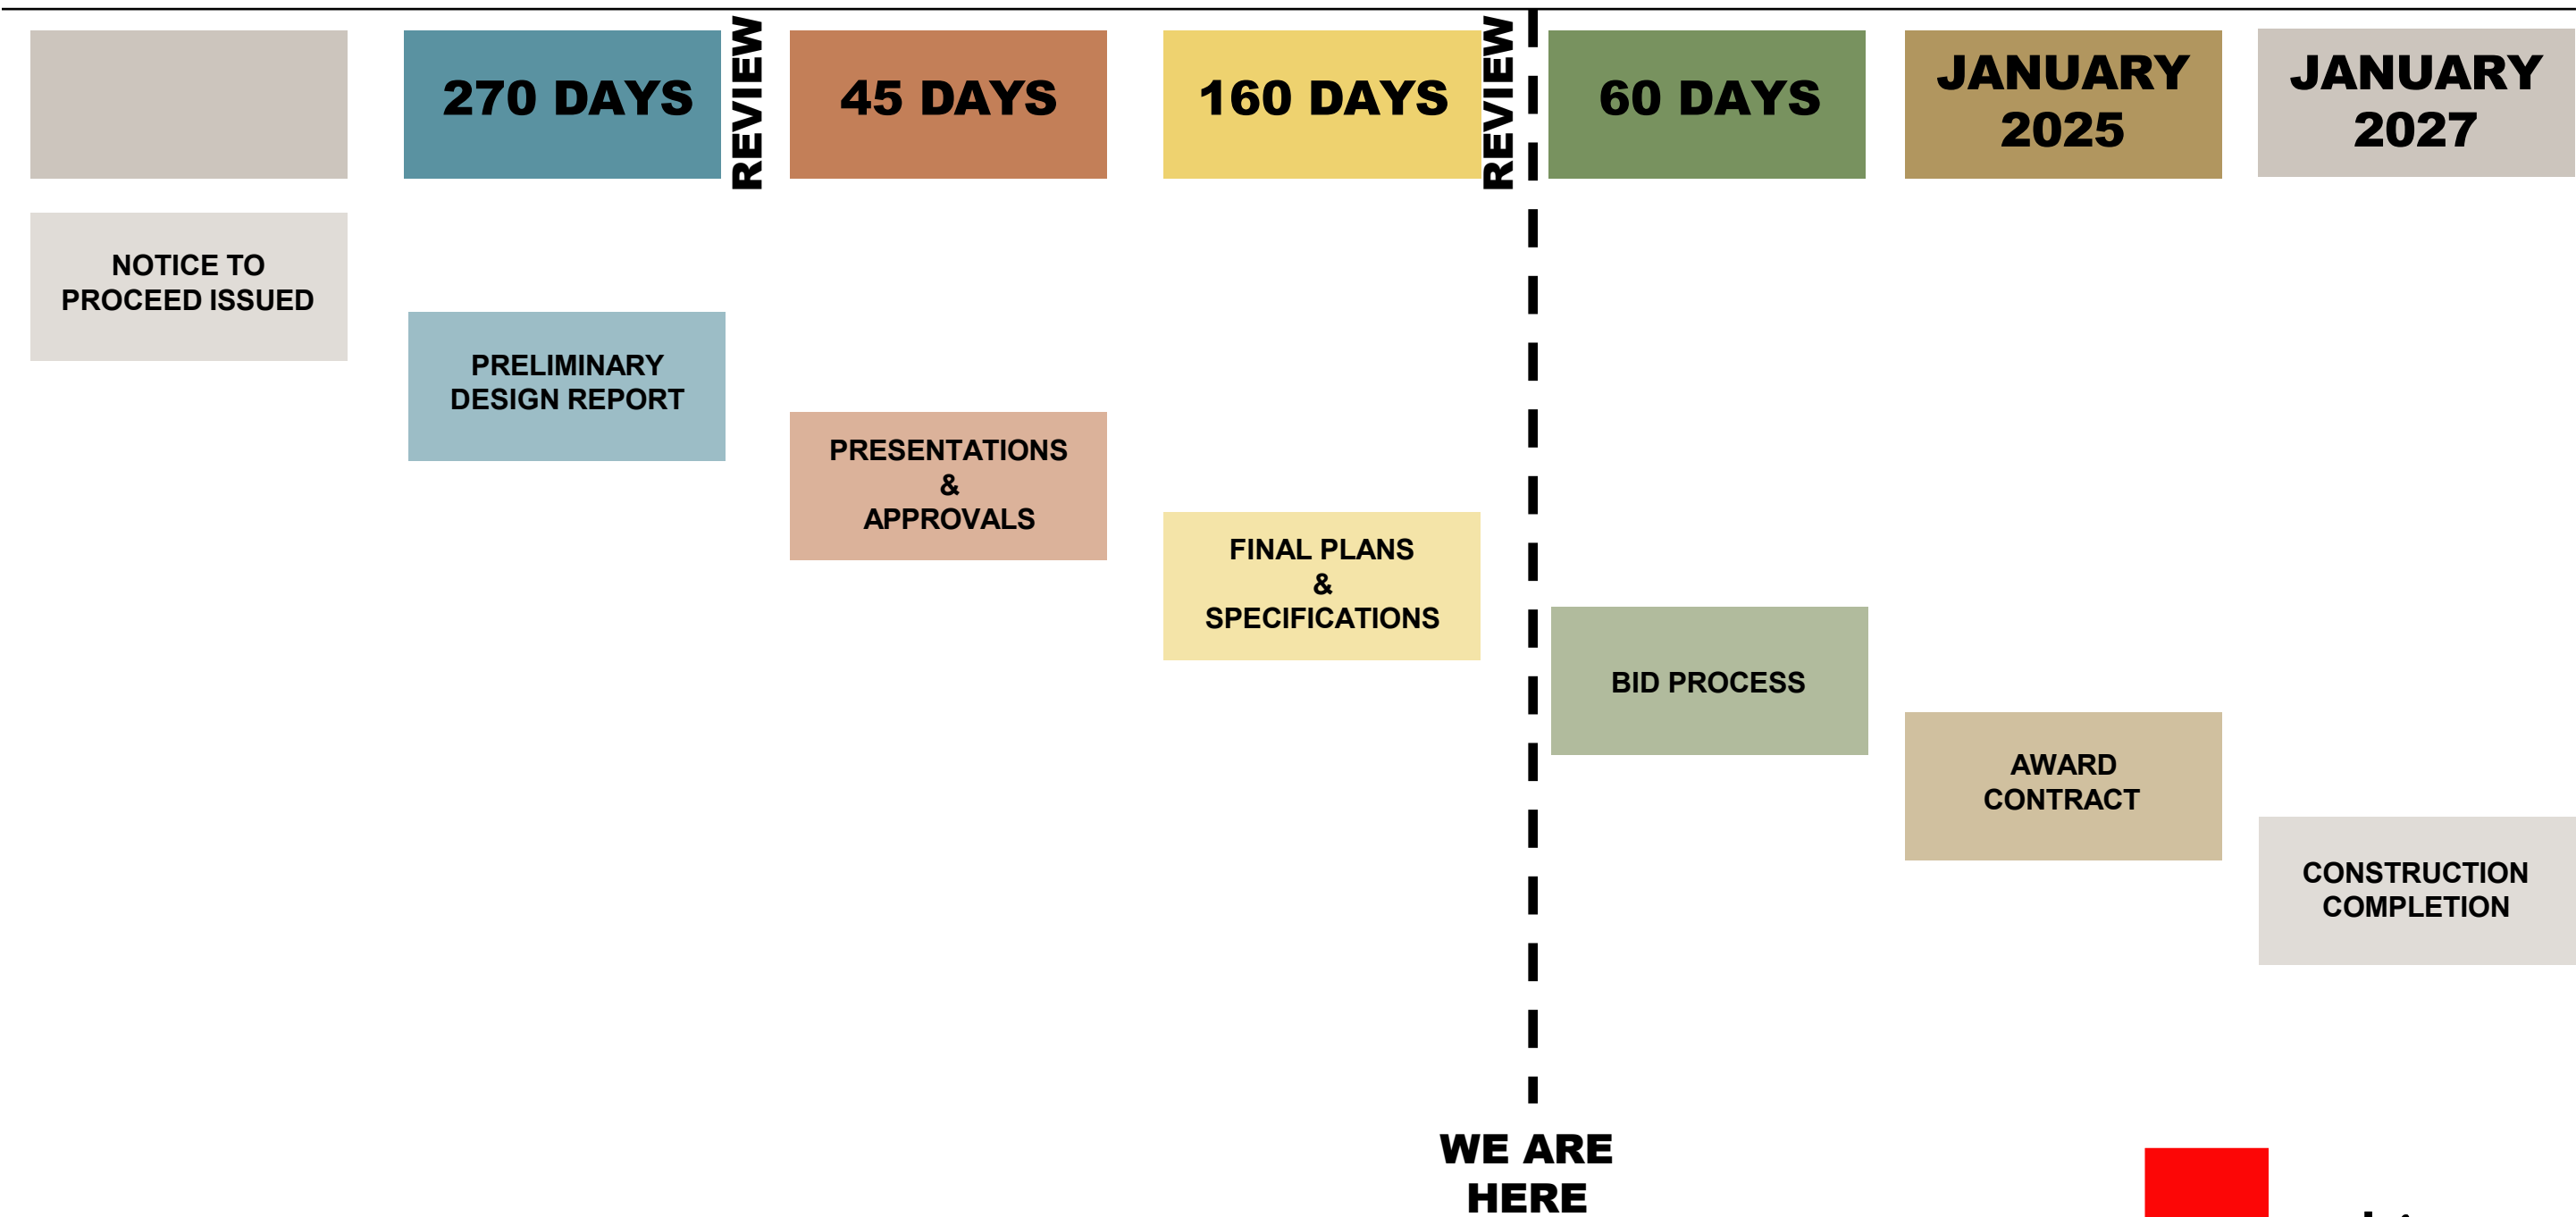 270 DAYS
REVIEW
45 DAYS
160 DAYS
REVIEW
60 DAYS
JANUARY
2025
JANUARY
2027
NOTICE TO
PROCEED ISSUED
PRELIMINARY
DESIGN REPORT
PRESENTATIONS
&
APPROVALS
FINAL PLANS
&
SPECIFICATIONS
BID PROCESS
AWARD
CONTRACT
CONSTRUCTION
COMPLETION
WE ARE
HERE